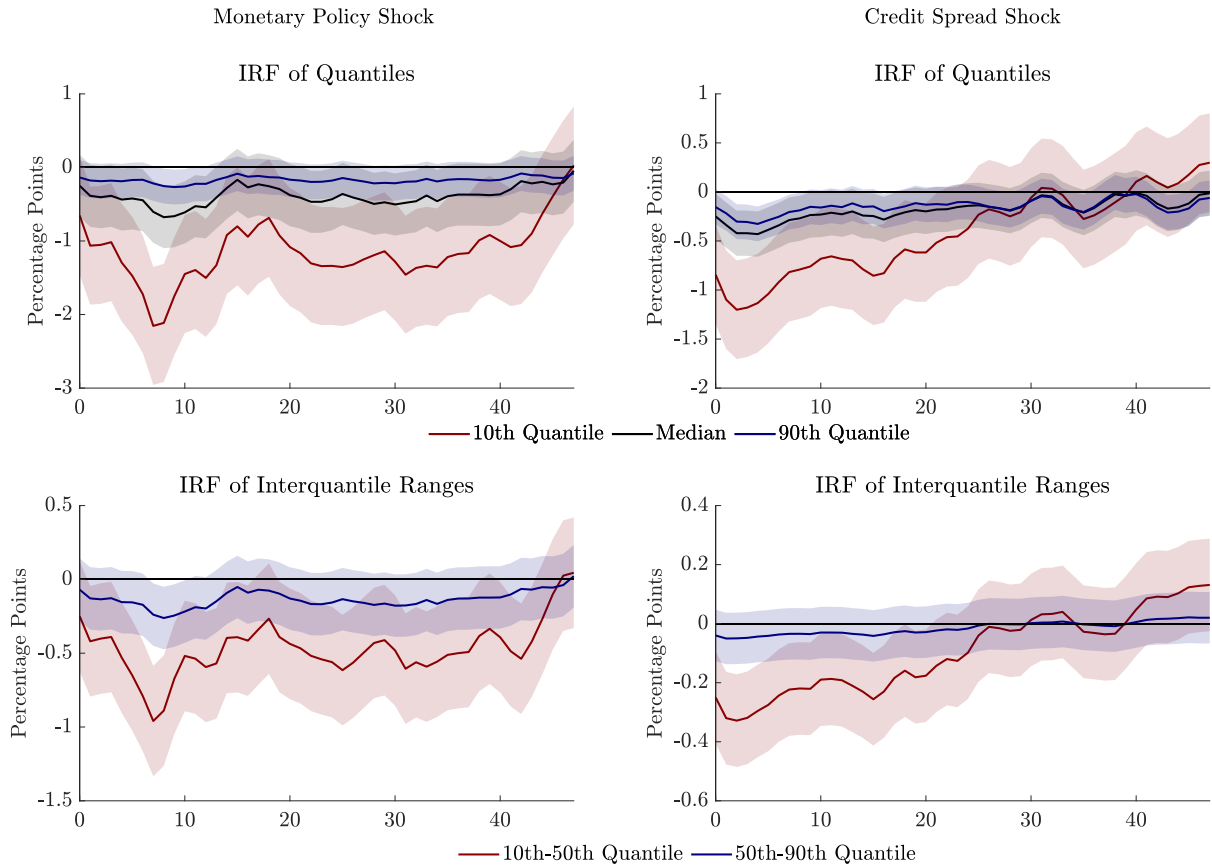 Monetary Policy Shock
Credit Spread Shock
IRF of Quantiles
Percentage Points
1
0
-1
-2
-3
0 10 20 30 40
IRF of Quantiles
Percentage Points
1
0.5
0
-0.5
-1
-1.5
-2
0 10 20 30 40
10th Quantile Median 90th Quantile
IRF of Interquantile Ranges
Percentage Points
0.5
0
-0.5
-1
-1.5
0 10 20 30 40
IRF of Interquantile Ranges
Percentage Points
0.4
0.2
0
-0.2
-0.4
-0.6
0 10 20 30 40
10th-50th Quantile 50th-90th Quantile